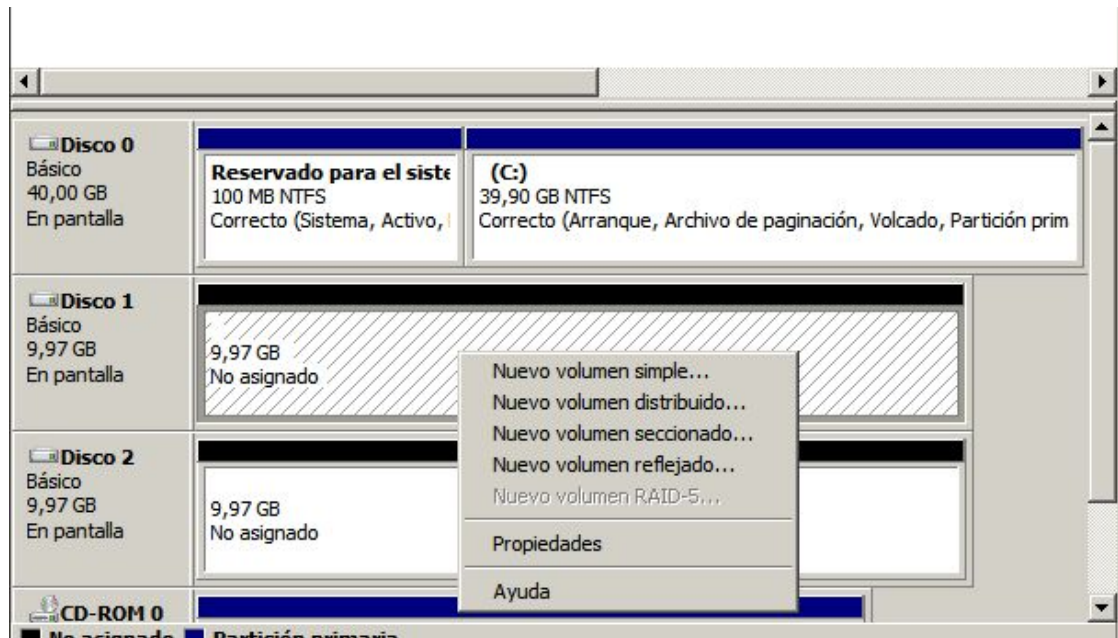 Disco 0
Básico
40,00 GB
En pantalla
Reservado para el siste
100 MB NTFS
Correcto (Sistema, Activo,
(C:)
39,90 GB NTFS
Correcto (Arranque, Archivo de paginación, Volcado, Partición prim
Disco 1
Básico
9,97 GB
En pantalla
9,97 GB
No asignado
Nuevo volumen simple...
Nuevo volumen distribuido...
Nuevo volumen seccionado...
Nuevo volumen reflejado...
Nuevo volumen RAID-5...
Propiedades
Ayuda
Disco 2
Básico
9,97 GB
En pantalla
9,97 GB
No asignado
CD-ROM 0
No asignado Partición primaria